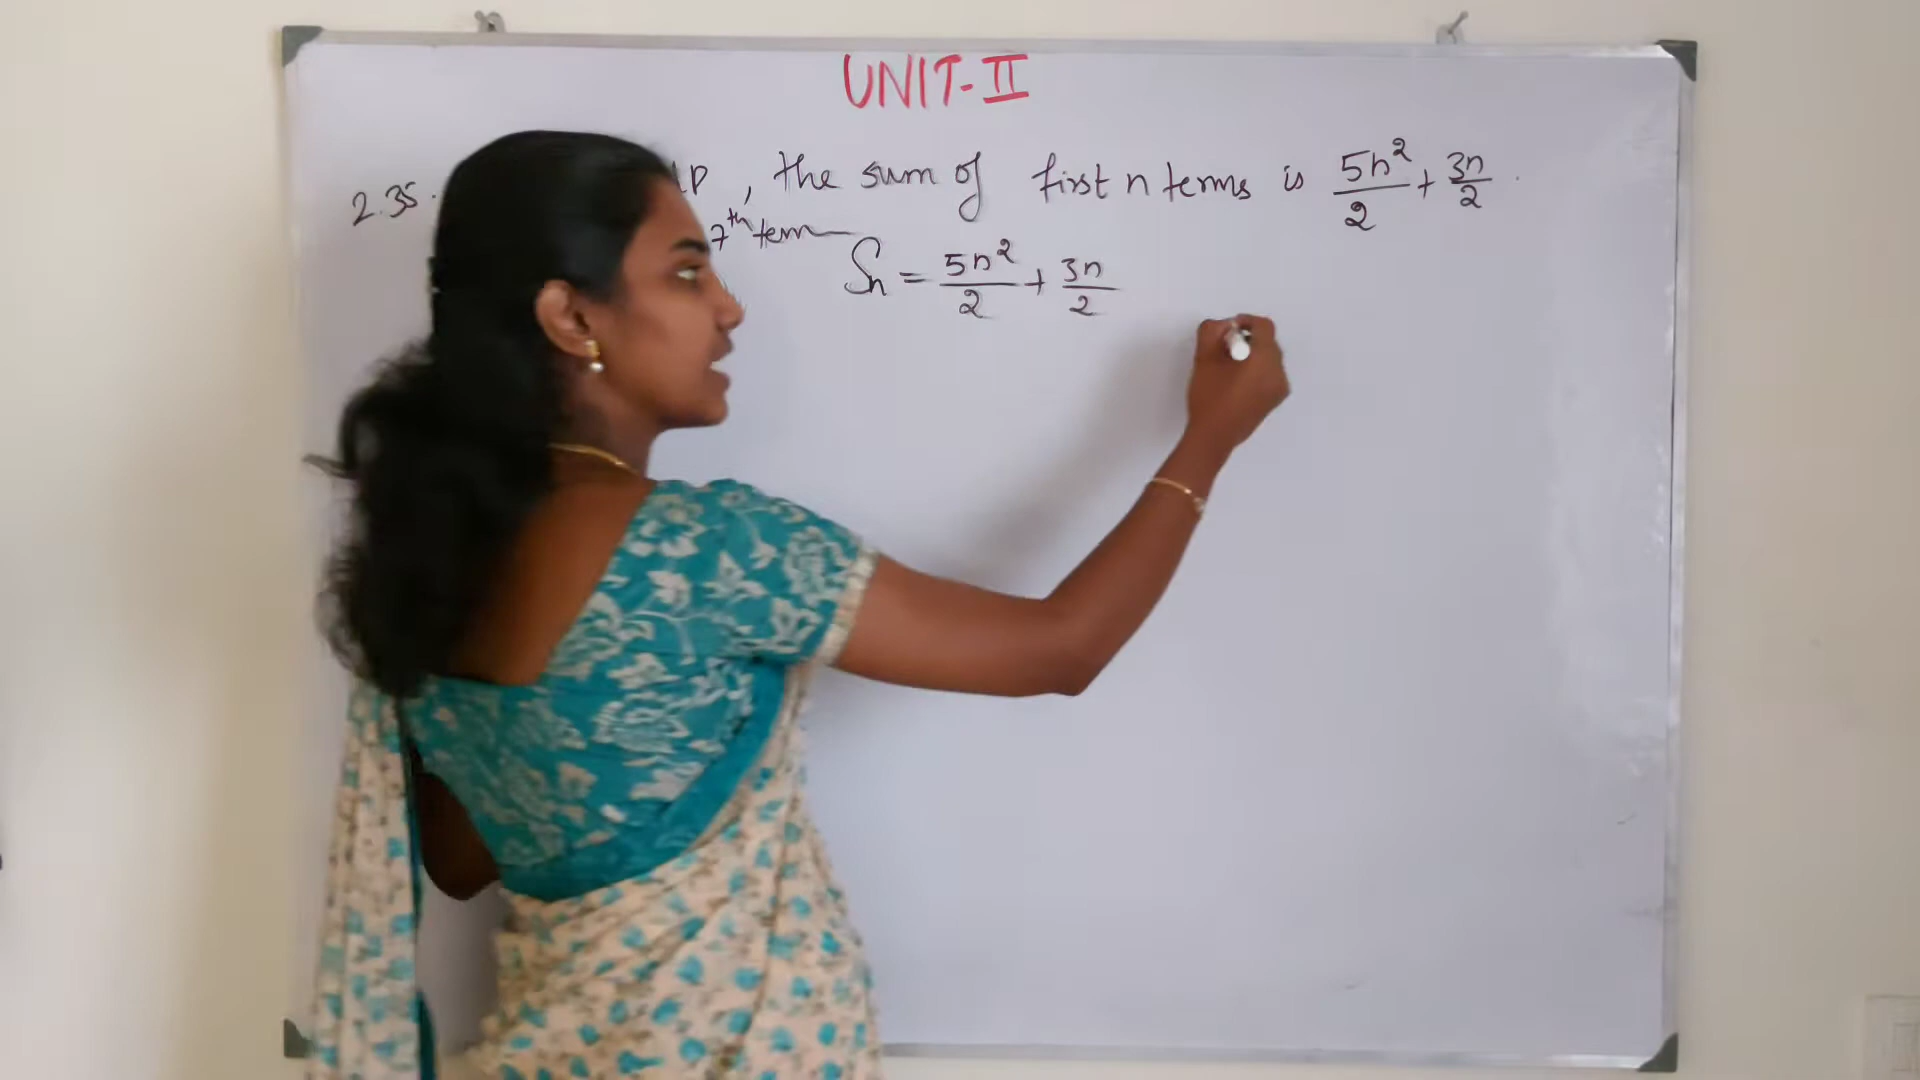 UNIT-II
2.35. AP, the sum of first n terms is 5n²/2 + 3n/2.
7th term
Sn = 5n²/2 + 3n/2